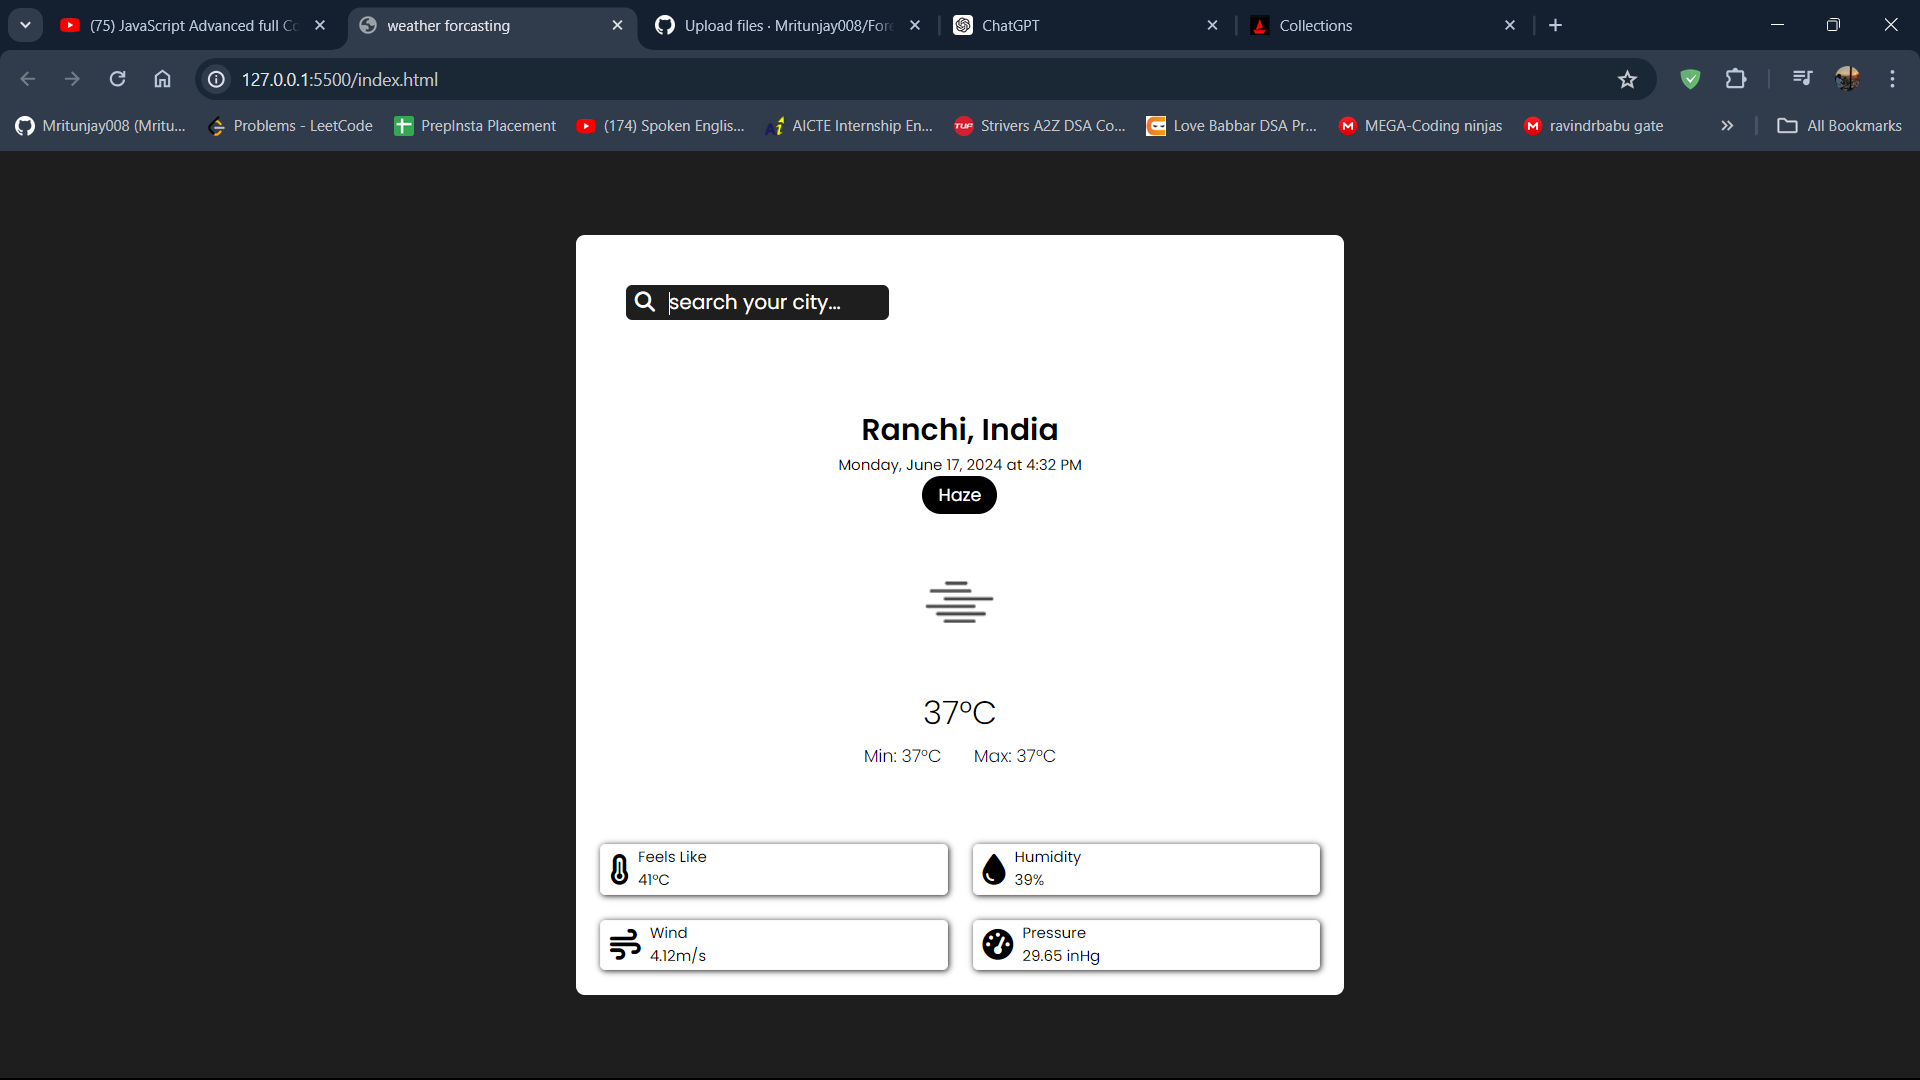 (75) JavaScript Advanced full Co
weather forcasting
Upload files · Mritunjay008/Fore
ChatGPT
Collections
127.0.0.1:5500/index.html
Mritunjay008 (Mritu...
Problems - LeetCode
PrepInsta Placement
(174) Spoken Englis...
AICTE Internship En...
Strivers A2Z DSA Co...
Love Babbar DSA Pr...
MEGA-Coding ninjas
ravindrbabu gate
All Bookmarks
search your city...
Ranchi, India
Monday, June 17, 2024 at 4:32 PM
Haze
37°C
Min: 37°C Max: 37°C
Feels Like
41°C
Humidity
39%
Wind
4.12m/s
Pressure
29.65 inHg